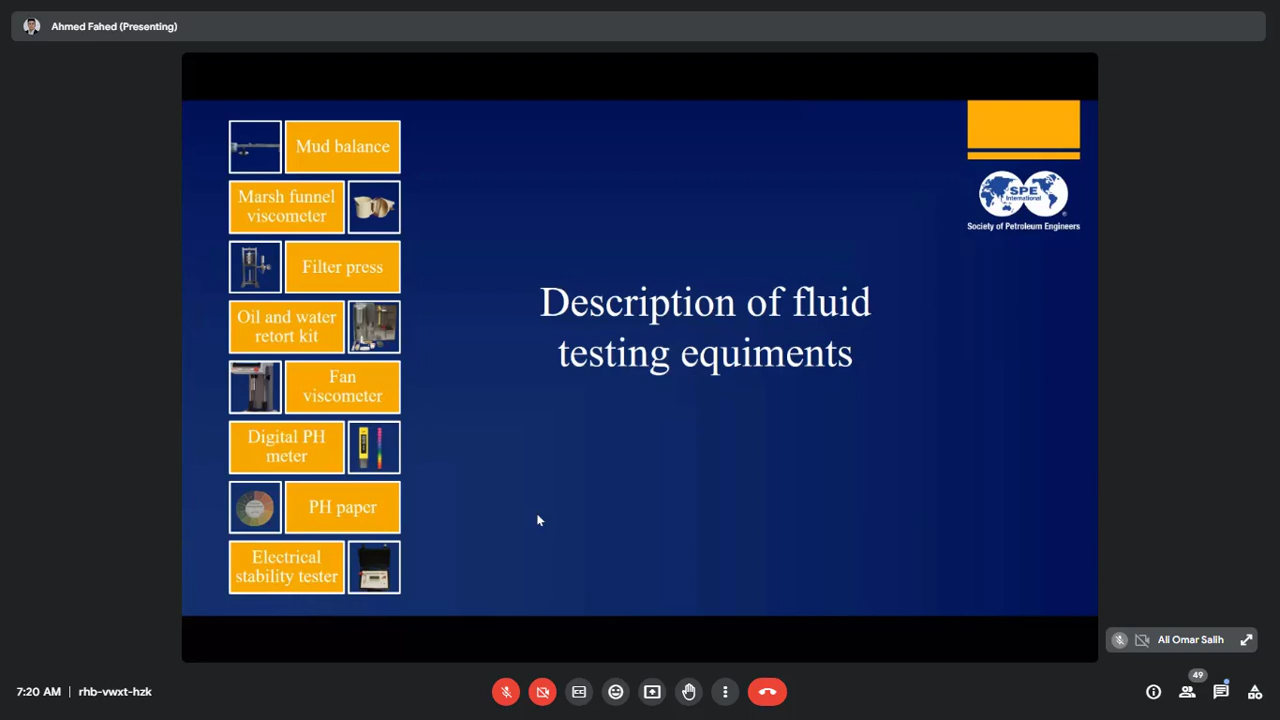 Ahmed Fahed (Presenting)
Mud balance
Marsh funnel
viscometer
Filter press
Oil and water
retort kit
Fan
viscometer
Digital PH
meter
PH paper
Electrical
stability tester
Description of fluid
testing equiments
SPE
International
Society of Petroleum Engineers
Ali Omar Salih
7:20 AM | rhb-vwxt-hzk
49